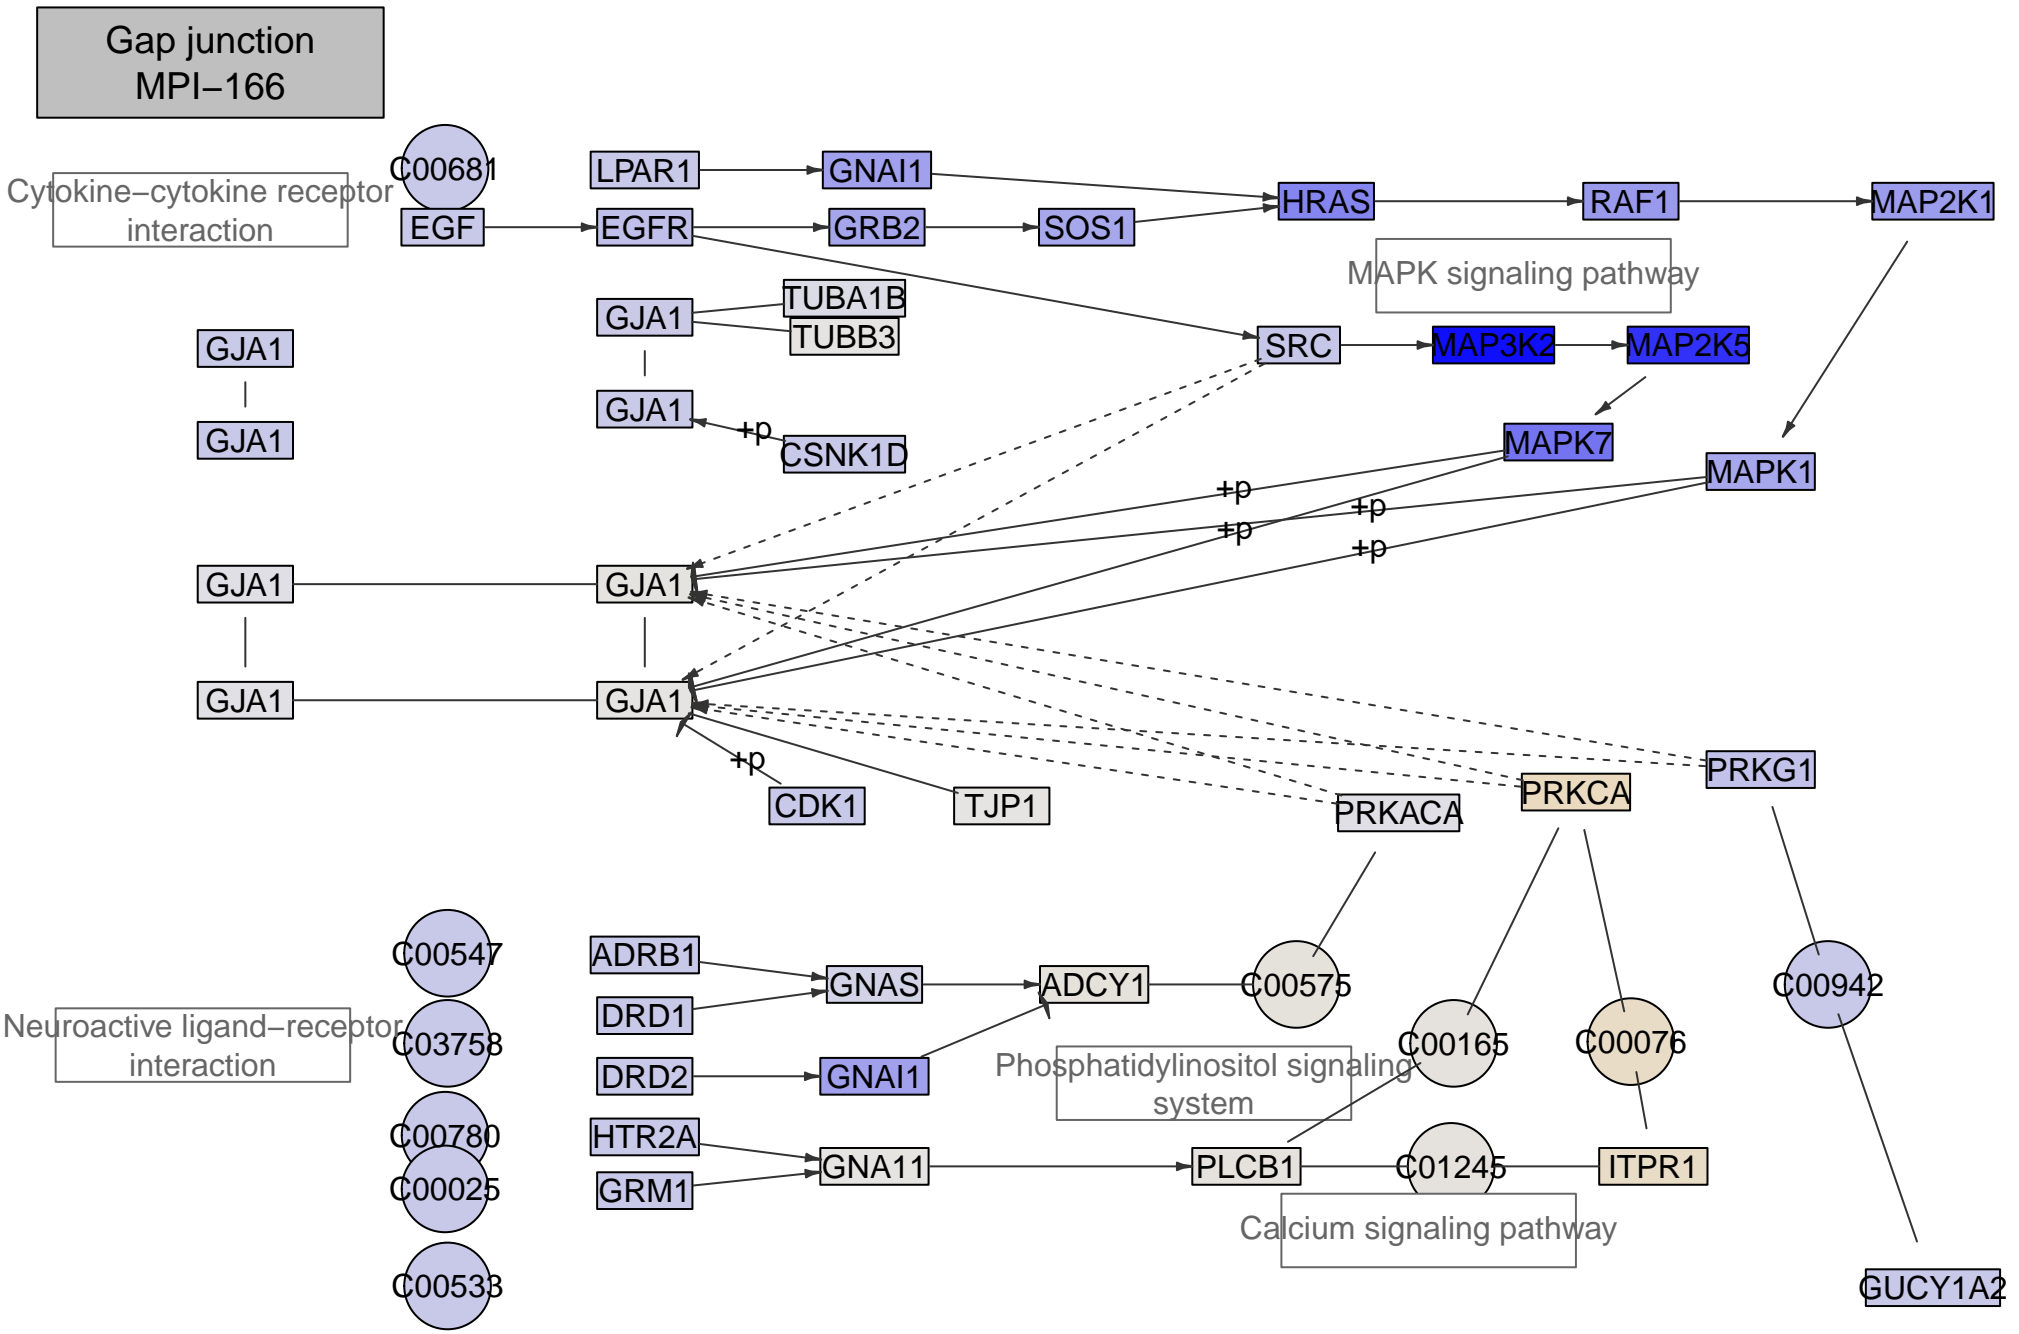 Gap junction
MPI−166
C00681
Cytokine−cytokine receptor
interaction
LPAR1
GNAI1
HRAS
RAF1
MAP2K1
EGF
EGFR
GRB2
SOS1
MAPK signaling pathway
TUBA1B
GJA1
TUBB3
GJA1
SRC
MAP3K2
MAP2K5
GJA1
+p
CSNK1D
GJA1
MAPK7
MAPK1
+p
+p
+p
+p
GJA1
GJA1
GJA1
GJA1
+p
CDK1
TJP1
PRKACA
PRKCA
PRKG1
C00547
ADRB1
GNAS
ADCY1
C00575
C00942
DRD1
Neuroactive ligand−receptor
interaction
C03758
C00165
C00076
DRD2
GNAI1
Phosphatidylinositol signaling
system
C00780
HTR2A
GNA11
PLCB1
C01245
ITPR1
C00025
GRM1
Calcium signaling pathway
C00533
GUCY1A2